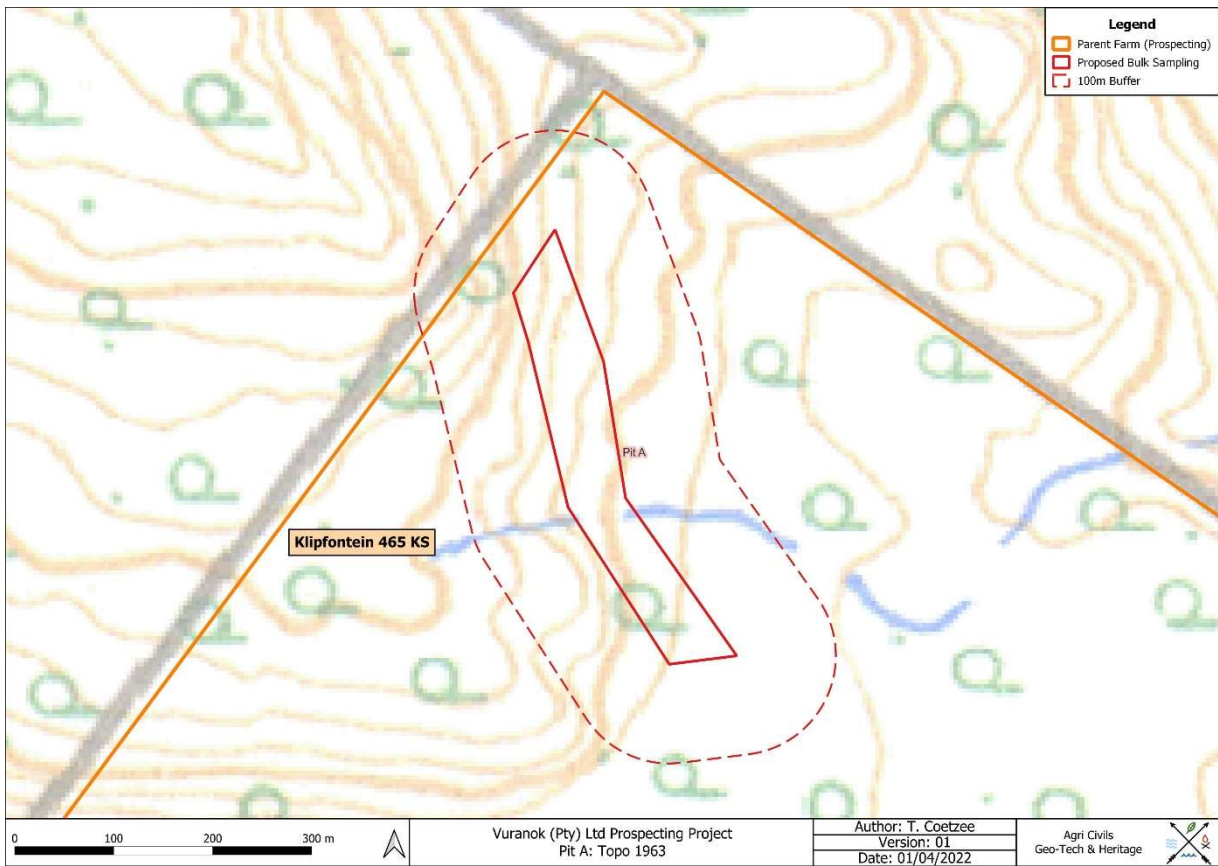 Legend
Parent Farm (Prospecting)
Proposed Bulk Sampling
100m Buffer
Pit A
Klipfontein 465 KS
0 100 200 300 m
Vuranok (Pty) Ltd Prospecting Project
Pit A: Topo 1963
Author: T. Coetzee
Version: 01
Date: 01/04/2022
Agri Civils
Geo-Tech & Heritage